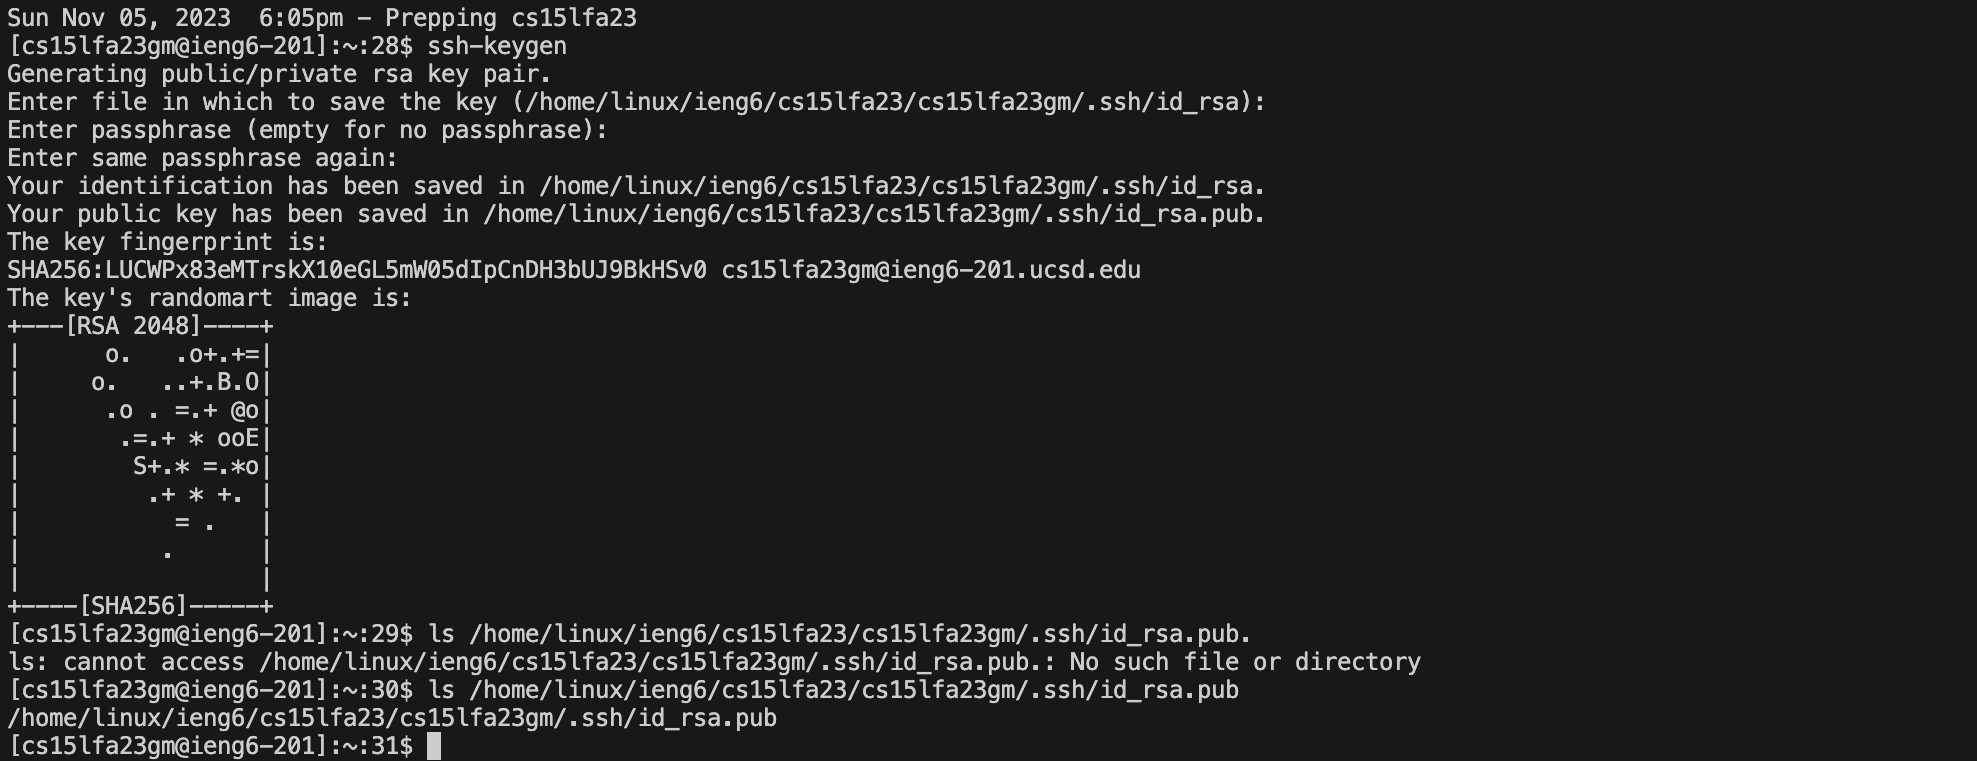 Sun Nov 05, 2023  6:05pm - Prepping cs15lfa23
[cs15lfa23gm@ieng6-201]:~:28$ ssh-keygen
Generating public/private rsa key pair.
Enter file in which to save the key (/home/linux/ieng6/cs15lfa23/cs15lfa23gm/.ssh/id_rsa):
Enter passphrase (empty for no passphrase):
Enter same passphrase again:
Your identification has been saved in /home/linux/ieng6/cs15lfa23/cs15lfa23gm/.ssh/id_rsa.
Your public key has been saved in /home/linux/ieng6/cs15lfa23/cs15lfa23gm/.ssh/id_rsa.pub.
The key fingerprint is:
SHA256:LUCWPx83eMTrskX10eGL5mW05dIpCnDH3bUJ9BkHSv0 cs15lfa23gm@ieng6-201.ucsd.edu
The key's randomart image is:
+---[RSA 2048]----+
|      o.   .o+.+=|
|     o.   ..+.B.O|
|      .o . =.+ @o|
|       .=.+ * ooE|
|        S+.* =.*o|
|         .+ * +. |
|           = .   |
|          .      |
|                 |
+----[SHA256]-----+
[cs15lfa23gm@ieng6-201]:~:29$ ls /home/linux/ieng6/cs15lfa23/cs15lfa23gm/.ssh/id_rsa.pub.
ls: cannot access /home/linux/ieng6/cs15lfa23/cs15lfa23gm/.ssh/id_rsa.pub.: No such file or directory
[cs15lfa23gm@ieng6-201]:~:30$ ls /home/linux/ieng6/cs15lfa23/cs15lfa23gm/.ssh/id_rsa.pub
/home/linux/ieng6/cs15lfa23/cs15lfa23gm/.ssh/id_rsa.pub
[cs15lfa23gm@ieng6-201]:~:31$